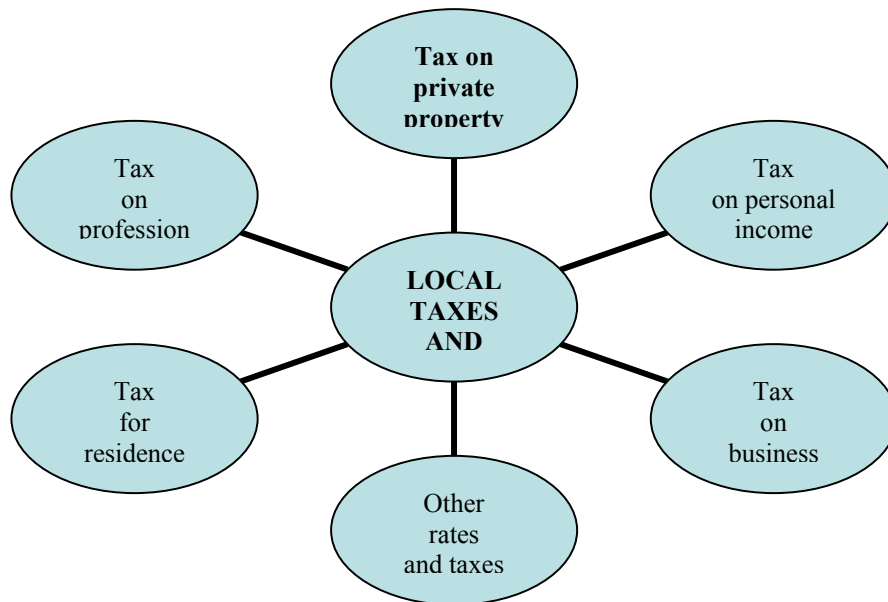 Tax on
private
property
Tax
on
profession
Tax
on personal
income
LOCAL
TAXES
AND
Tax
for
residence
Tax
on
business
Other
rates
and taxes